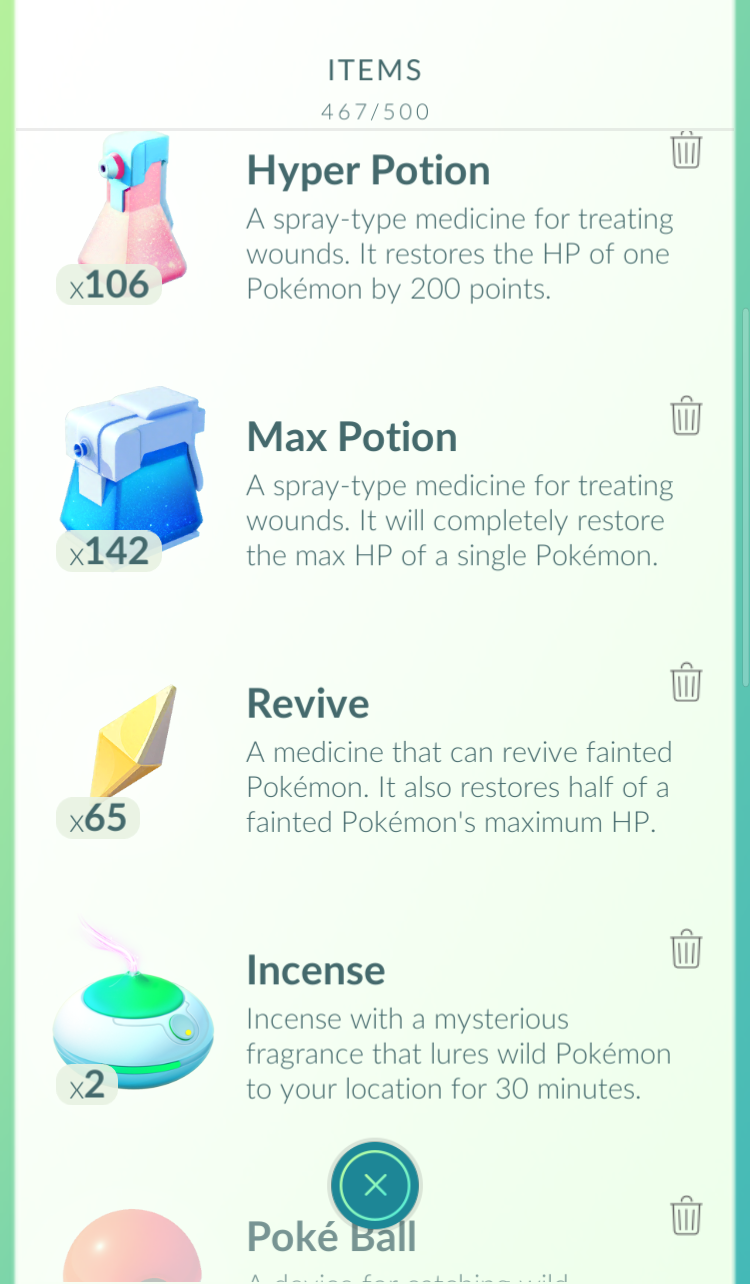 ITEMS
467/500
Hyper Potion
A spray-type medicine for treating
wounds. It restores the HP of one
Pokémon by 200 points.
x106
Max Potion
A spray-type medicine for treating
wounds. It will completely restore
the max HP of a single Pokémon.
x142
Revive
A medicine that can revive fainted
Pokémon. It also restores half of a
fainted Pokémon's maximum HP.
x65
Incense
Incense with a mysterious
fragrance that lures wild Pokémon
to your location for 30 minutes.
x2
Poké Ball
A device for catching wild